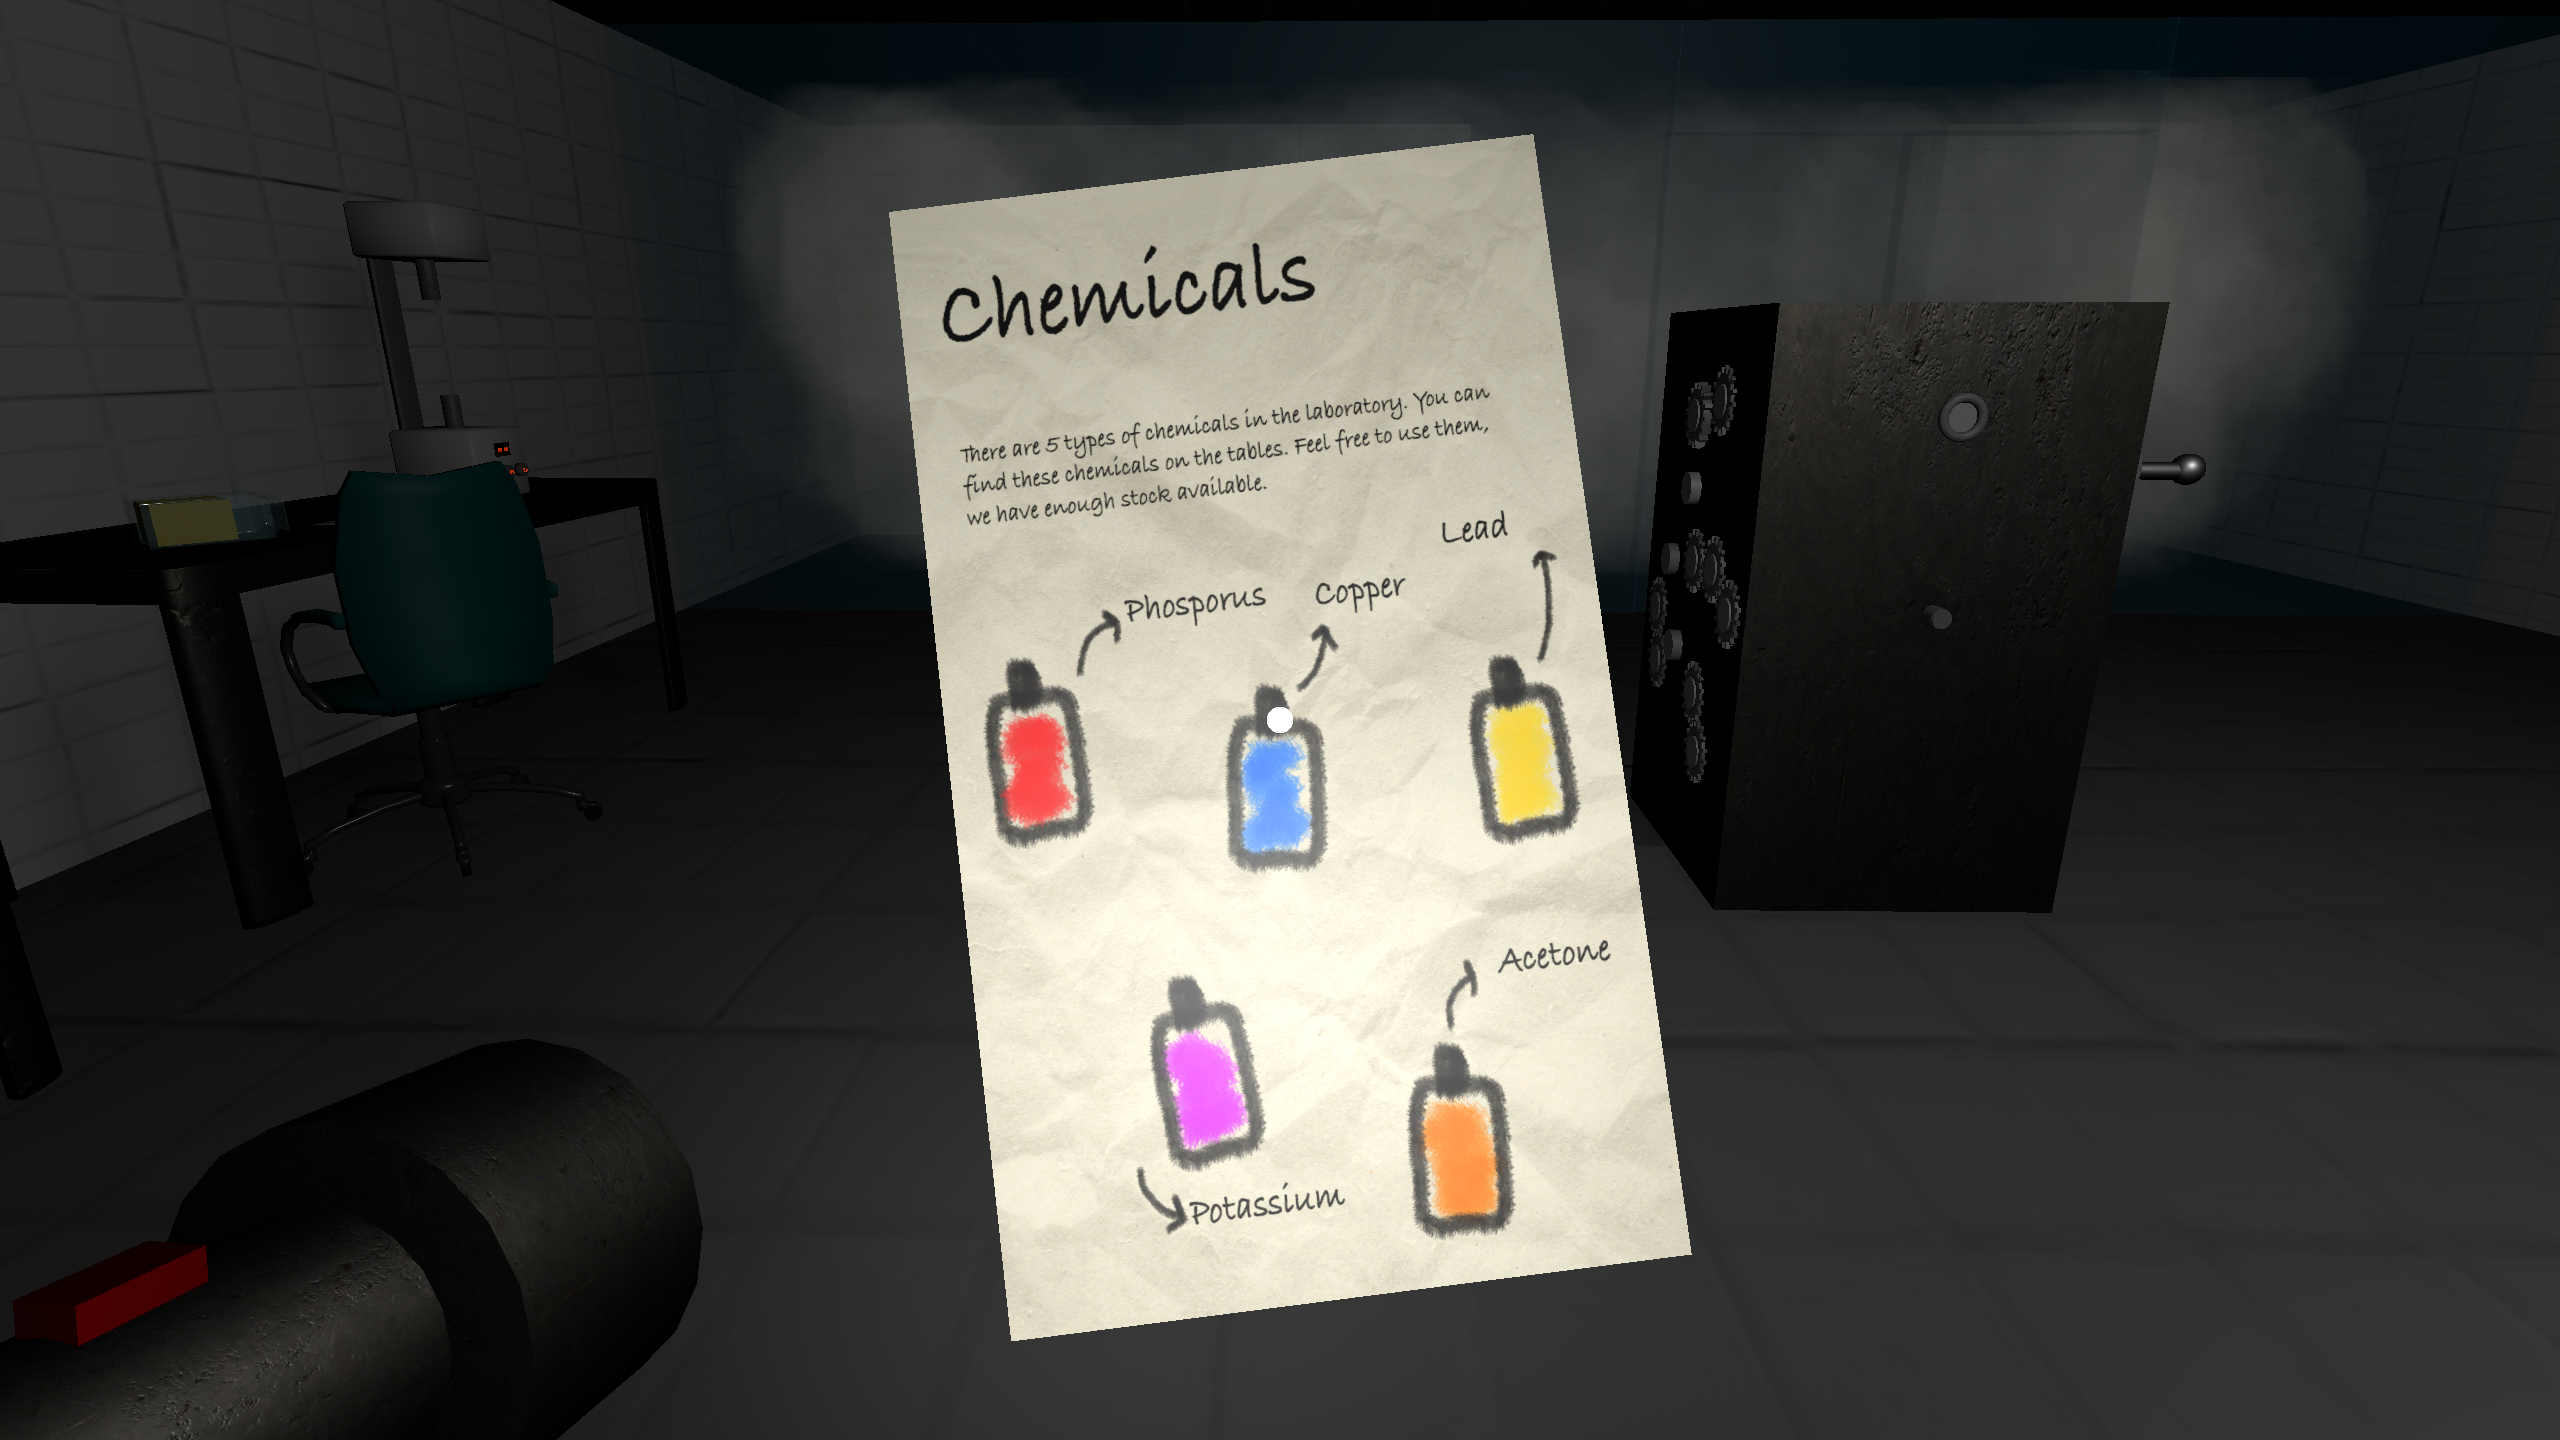 Chemicals
There are 5 types of chemicals in the laboratory. You can
find these chemicals on the tables. Feel free to use them,
we have enough stock available.
Lead
Phosporus
Copper
Acetone
Potassium